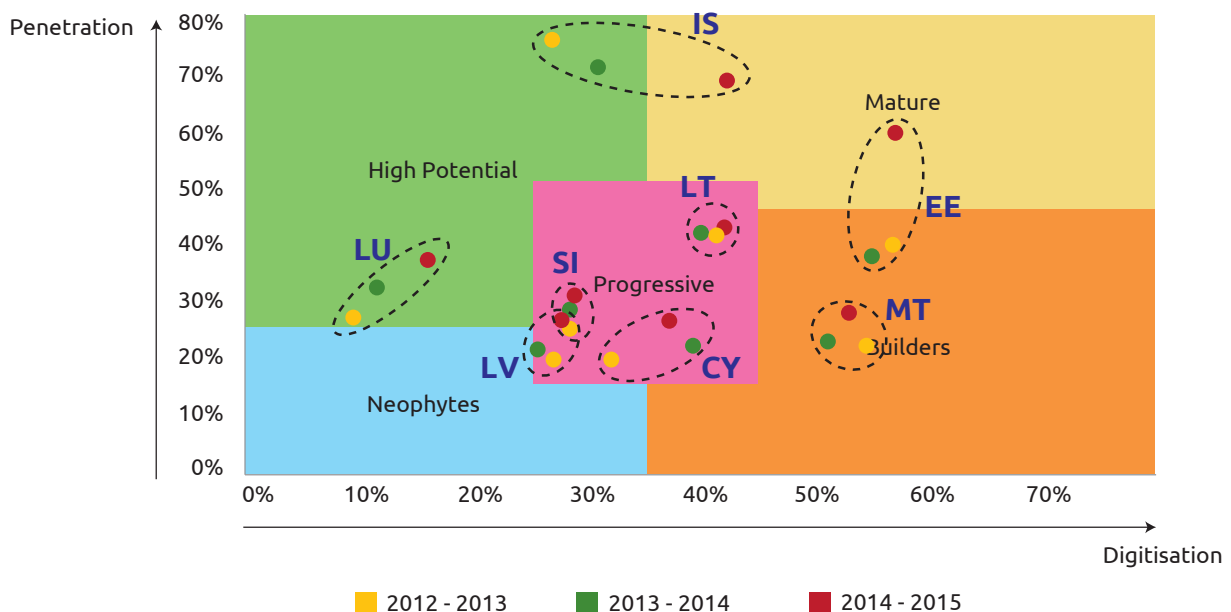 Penetration
80%
70%
60%
50%
40%
30%
20%
10%
0%
IS
Mature
High Potential
LT
EE
LU
SI
Progressive
MT
Builders
LV
CY
Neophytes
0% 10% 20% 30% 40% 50% 60% 70%
Digitisation
2012 - 2013 2013 - 2014 2014 - 2015